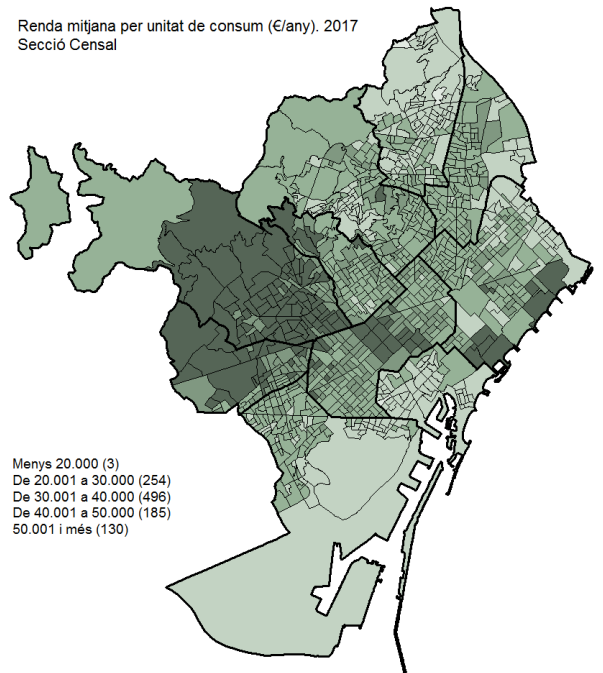 Renda mitjana per unitat de consum (€/any). 2017
Secció Censal
Menys 20.000 (3)
De 20.001 a 30.000 (254)
De 30.001 a 40.000 (496)
De 40.001 a 50.000 (185)
50.001 i més (130)